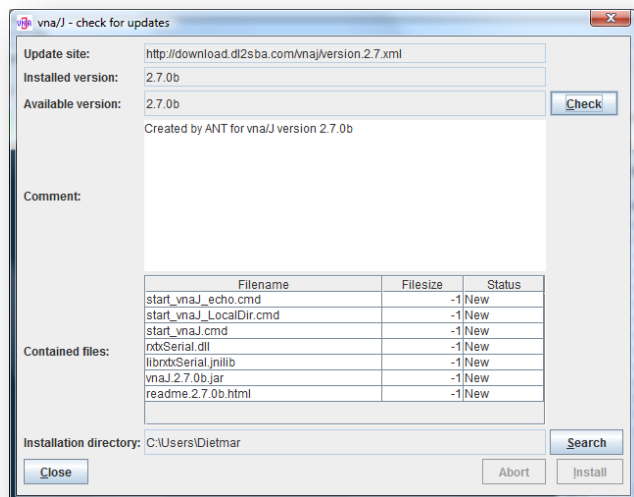 vna/J - check for updates
Update site: http://download.dl2sba.com/vnaj/version.2.7.xml
Installed version: 2.7.0b
Available version: 2.7.0b Check
Comment: Created by ANT for vna/J version 2.7.0b
Contained files:
Filename Filesize Status
start_vnaJ_echo.cmd -1 New
start_vnaJ_LocalDir.cmd -1 New
start_vnaJ.cmd -1 New
rxtxSerial.dll -1 New
librxtxSerial.jnilib -1 New
vnaJ.2.7.0b.jar -1 New
readme.2.7.0b.html -1 New
Installation directory: C:\Users\Dietmar Search
Close Abort Install